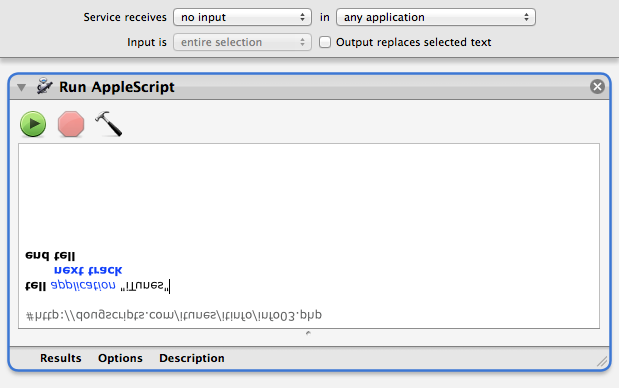 Service receives no input in any application
Input is entire selection Output replaces selected text
Run AppleScript
#http://dougscripts.com/itunes/itinfo/info03.php
tell application "iTunes"
next track
end tell
Results Options Description